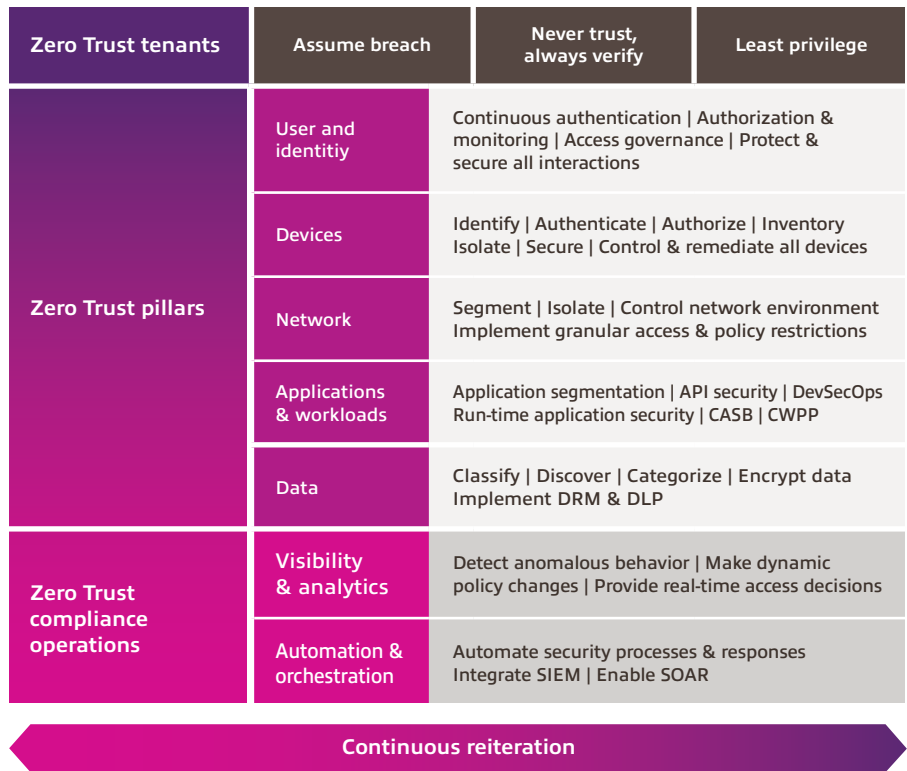 Zero Trust tenants
Assume breach
Never trust,
always verify
Least privilege
Zero Trust pillars
User and
identitiy
Continuous authentication | Authorization &
monitoring | Access governance | Protect &
secure all interactions
Devices
Identify | Authenticate | Authorize | Inventory
Isolate | Secure | Control & remediate all devices
Network
Segment | Isolate | Control network environment
Implement granular access & policy restrictions
Applications
& workloads
Application segmentation | API security | DevSecOps
Run-time application security | CASB | CWPP
Data
Classify | Discover | Categorize | Encrypt data
Implement DRM & DLP
Zero Trust
compliance
operations
Visibility
& analytics
Detect anomalous behavior | Make dynamic
policy changes | Provide real-time access decisions
Automation &
orchestration
Automate security processes & responses
Integrate SIEM | Enable SOAR
Continuous reiteration